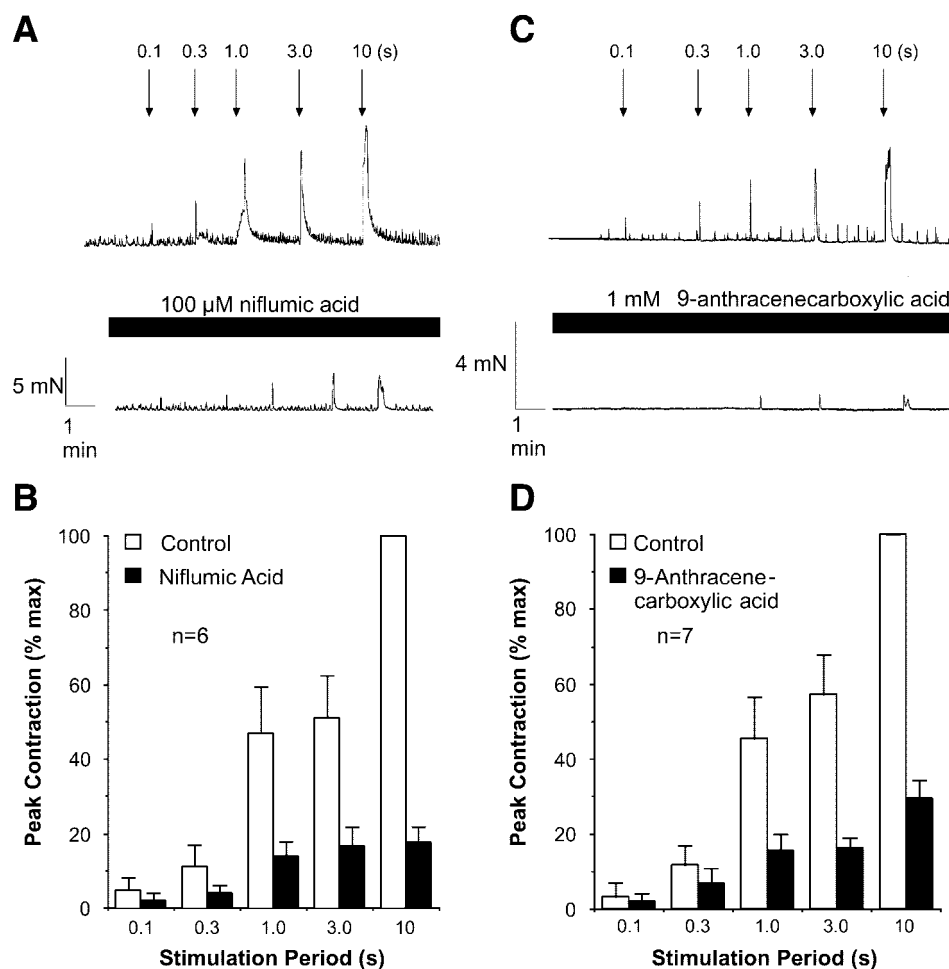 A
0.1 0.3 1.0 3.0 10 (s)
100 µM niflumic acid
5 mN
1
min
C
0.1 0.3 1.0 3.0 10 (s)
1 mM 9-anthracenecarboxylic acid
4 mN
1
min
B
Peak Contraction (% max)
100
80
60
40
20
0
Control
Niflumic Acid
n=6
0.1 0.3 1.0 3.0 10
Stimulation Period (s)
D
Peak Contraction (% max)
100
80
60
40
20
0
Control
9-Anthracene-
carboxylic acid
n=7
0.1 0.3 1.0 3.0 10
Stimulation Period (s)